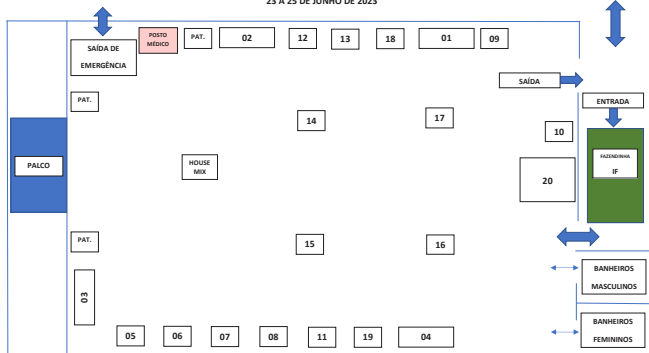 23 A 25 DE JUNHO DE 2023
SAÍDA DE
EMERGÊNCIA
POSTO
MÉDICO
PAT.
02
12
13
18
01
09
SAÍDA
PAT.
ENTRADA
14
17
10
PALCO
HOUSE
MIX
20
FAZENDINHA
IF
PAT.
15
16
BANHEIROS
MASCULINOS
03
05
06
07
08
11
19
04
BANHEIROS
FEMININOS